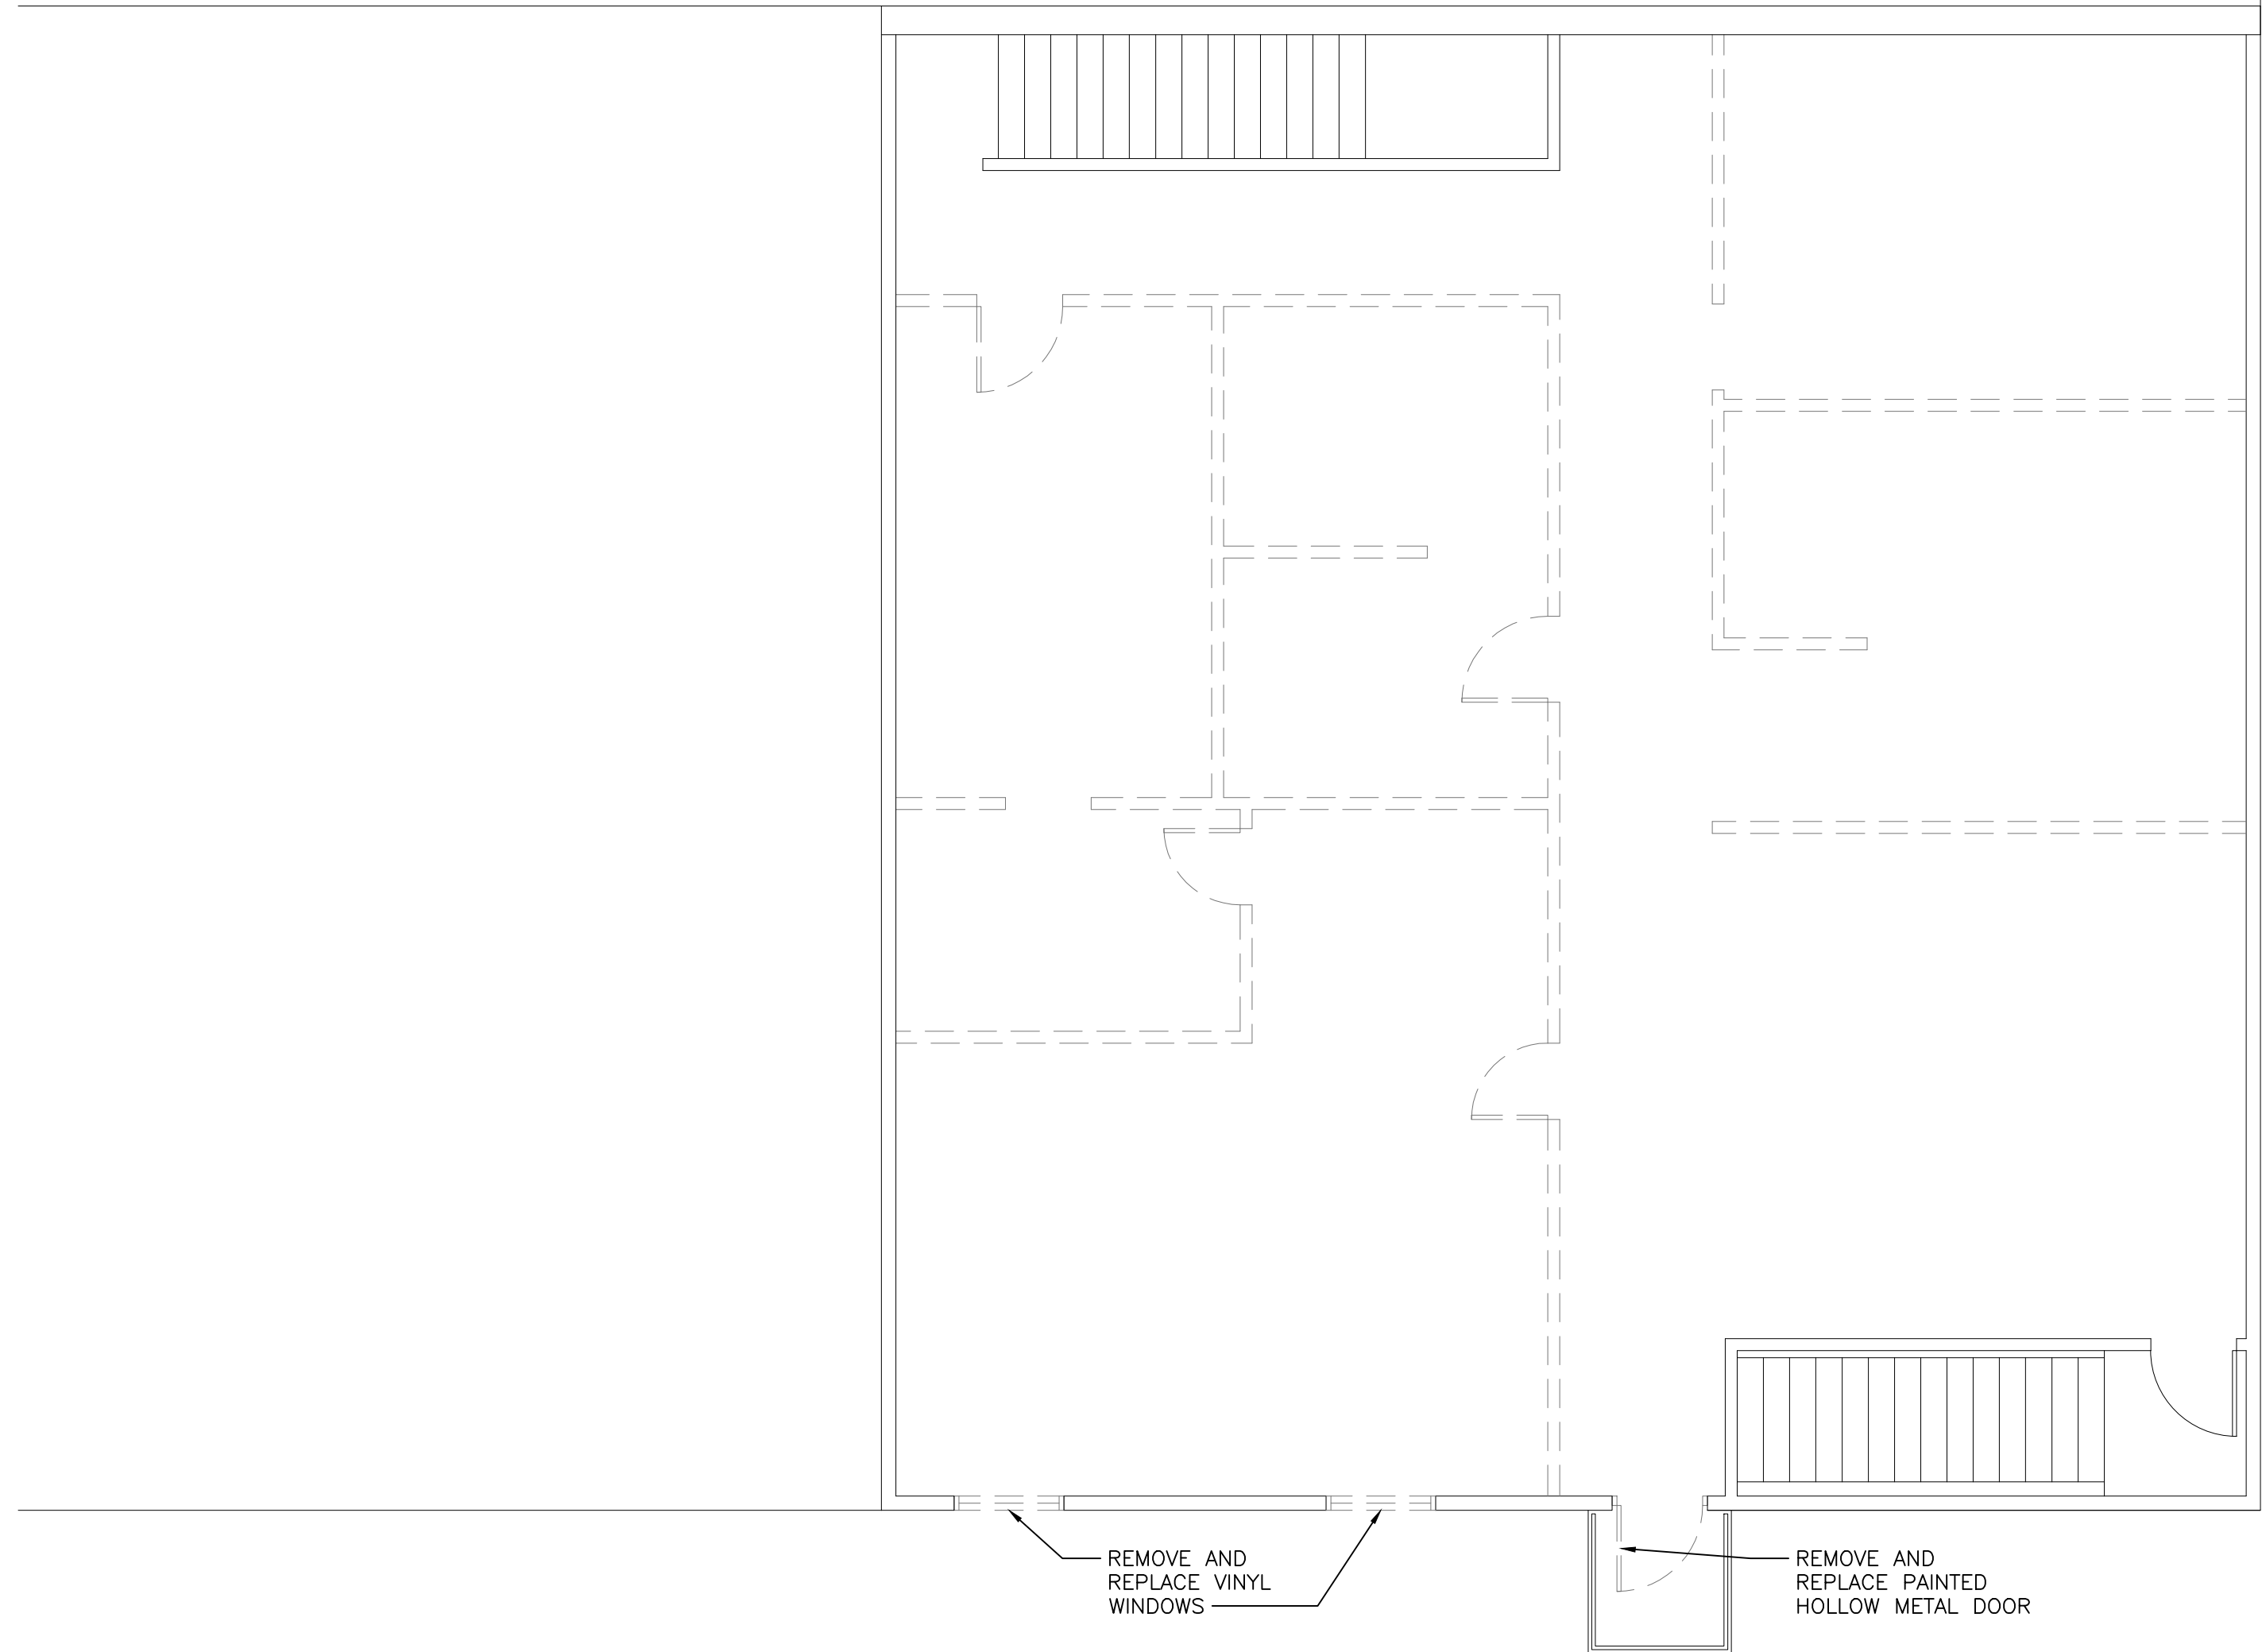 REMOVE AND
REPLACE VINYL
WINDOWS
REMOVE AND
REPLACE PAINTED
HOLLOW METAL DOOR